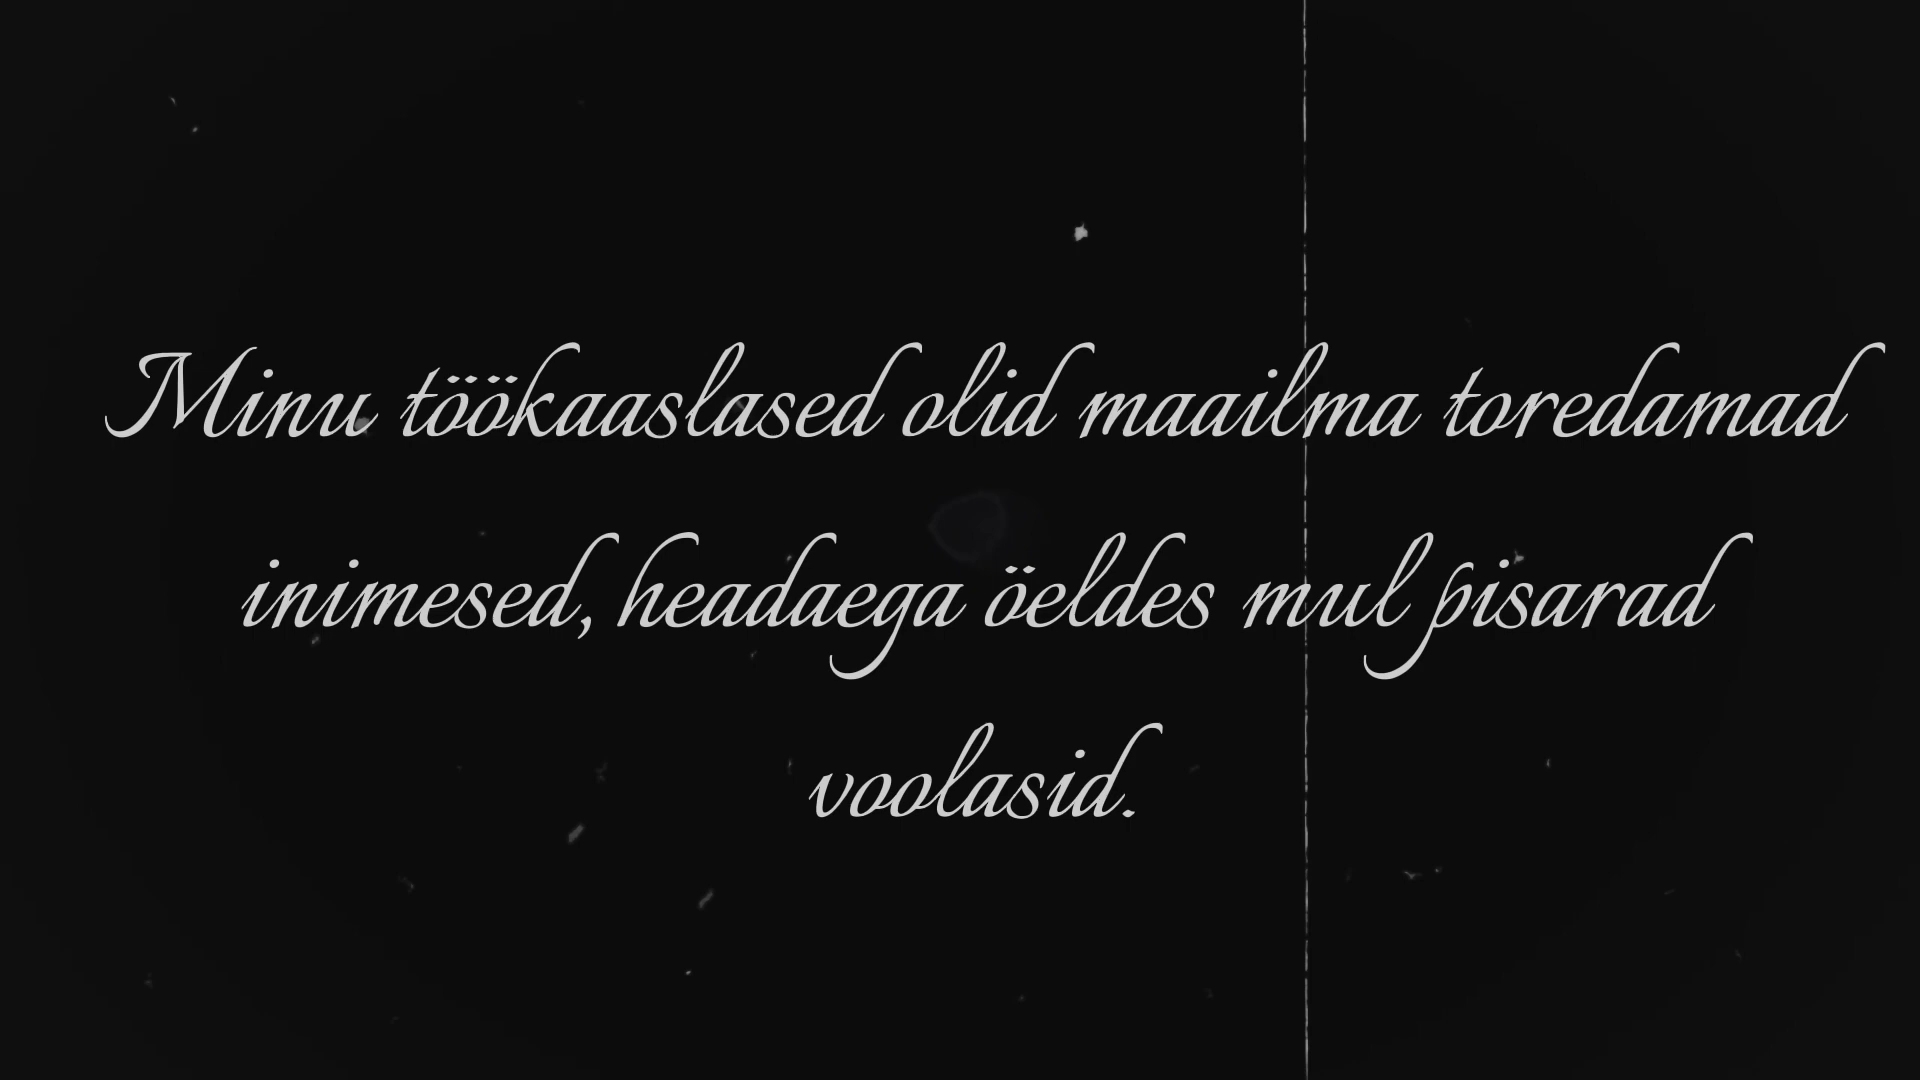 Minu töökaaslased olid maailma toredamad
inimesed, headaega öeldes mul pisarad
voolasid.